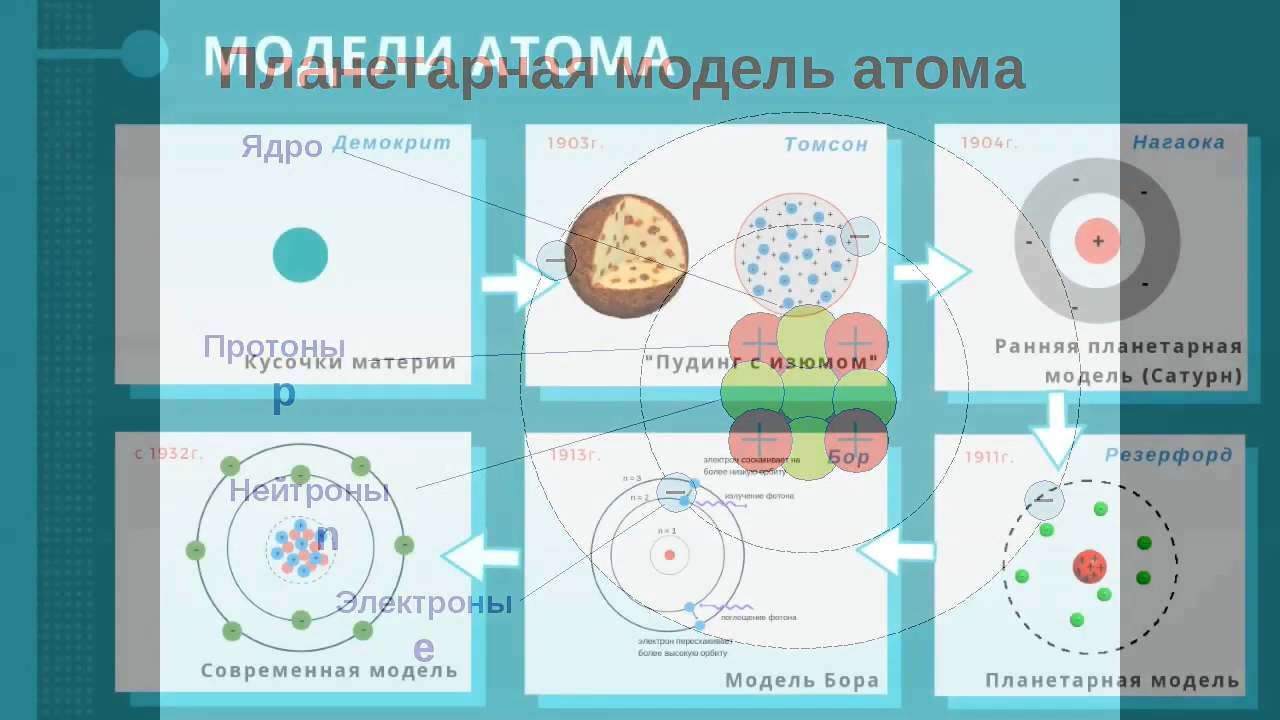 МОДЕЛИ АТОМА
Планетарная модель атома
Ядро
Демокрит
1903г.
Томсон
1904г.
Нагаока
Протоны
р
Кусочки материи
"Пудинг с изюмом"
Ранняя планетарная
модель (Сатурн)
с 1932г.
1913г.
Бор
1911г.
Резерфорд
электрон соскакивает на
более низкую орбиту
n = 3
n = 2
излучение фотона
n = 1
Нейтроны
n
Электроны
е
поглощение фотона
электрон перескакивает
более высокую орбиту
Современная модель
Модель Бора
Планетарная модель